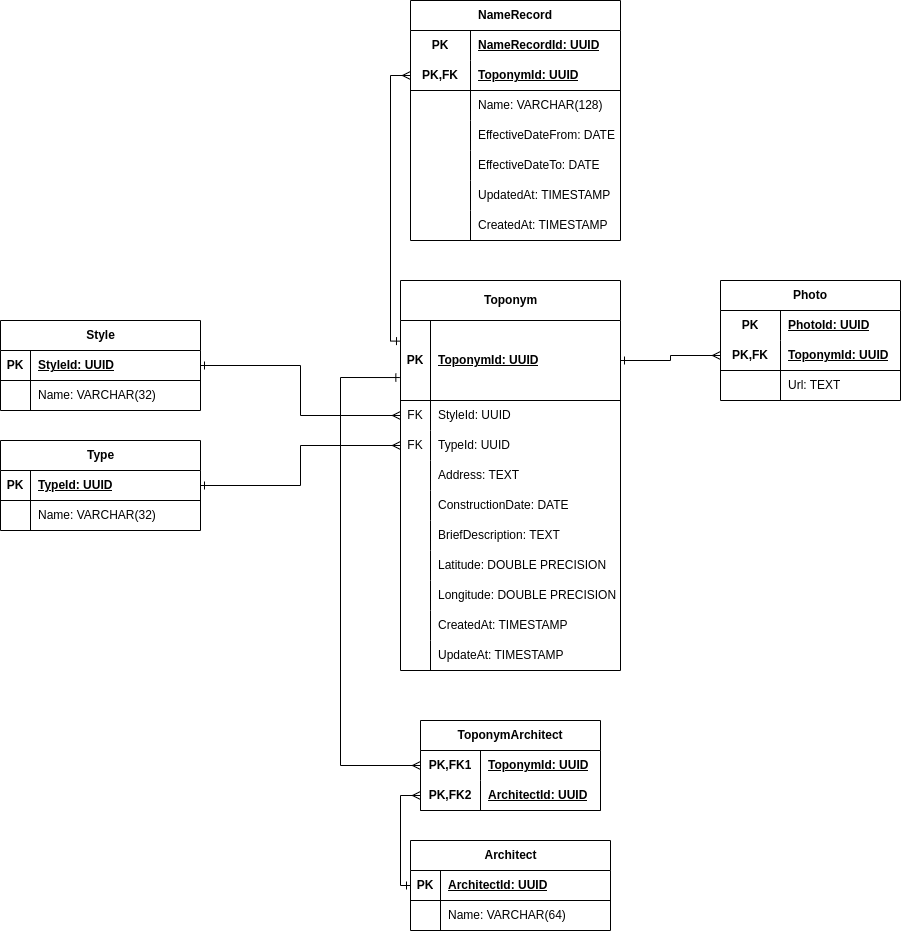 NameRecord
PK NameRecordId: UUID
PK,FK ToponymId: UUID
Name: VARCHAR(128)
EffectiveDateFrom: DATE
EffectiveDateTo: DATE
UpdatedAt: TIMESTAMP
CreatedAt: TIMESTAMP
Style
PK StyleId: UUID
Name: VARCHAR(32)
Type
PK TypeId: UUID
Name: VARCHAR(32)
Toponym
PK ToponymId: UUID
FK StyleId: UUID
FK TypeId: UUID
Address: TEXT
ConstructionDate: DATE
BriefDescription: TEXT
Latitude: DOUBLE PRECISION
Longitude: DOUBLE PRECISION
CreatedAt: TIMESTAMP
UpdateAt: TIMESTAMP
Photo
PK PhotoId: UUID
PK,FK ToponymId: UUID
Url: TEXT
ToponymArchitect
PK,FK1 ToponymId: UUID
PK,FK2 ArchitectId: UUID
Architect
PK ArchitectId: UUID
Name: VARCHAR(64)